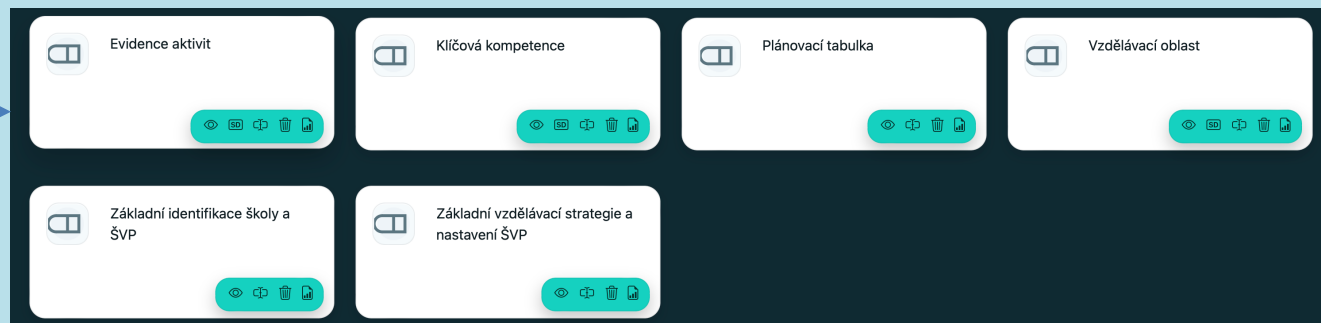 Evidence aktivit
Klíčová kompetence
Plánovací tabulka
Vzdělávací oblast
SD
SD
SD
Základní identifikace školy a
ŠVP
Základní vzdělávací strategie a
nastavení ŠVP